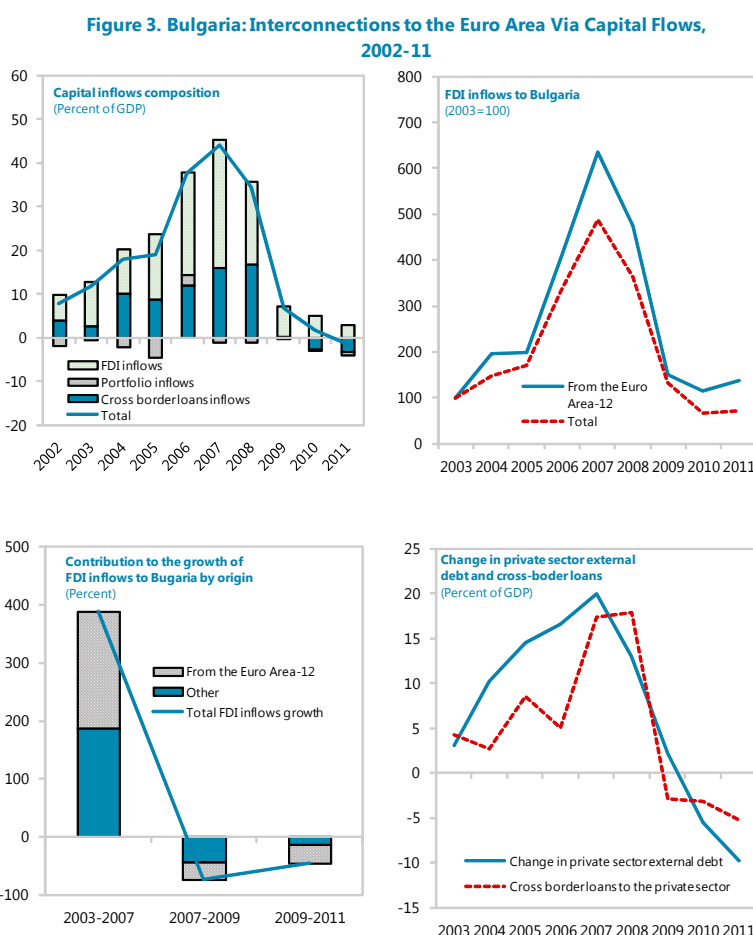 Figure 3. Bulgaria: Interconnections to the Euro Area Via Capital Flows,
2002-11
Capital inflows composition
(Percent of GDP)
60
50
40
30
20
10
0
-10
-20
FDI inflows
Portfolio inflows
Cross border loans inflows
Total
2002 2003 2004 2005 2006 2007 2008 2009 2010 2011
FDI inflows to Bulgaria
(2003=100)
800
700
600
500
400
300
200
100
0
From the Euro
Area-12
Total
2003 2004 2005 2006 2007 2008 2009 2010 2011
Contribution to the growth of
FDI inflows to Bugaria by origin
(Percent)
500
400
300
200
100
0
-100
From the Euro Area-12
Other
Total FDI inflows growth
2003-2007 2007-2009 2009-2011
Change in private sector external
debt and cross-boder loans
(Percent of GDP)
25
20
15
10
5
0
-5
-10
-15
Change in private sector external debt
Cross border loans to the private sector
2003 2004 2005 2006 2007 2008 2009 2010 2011